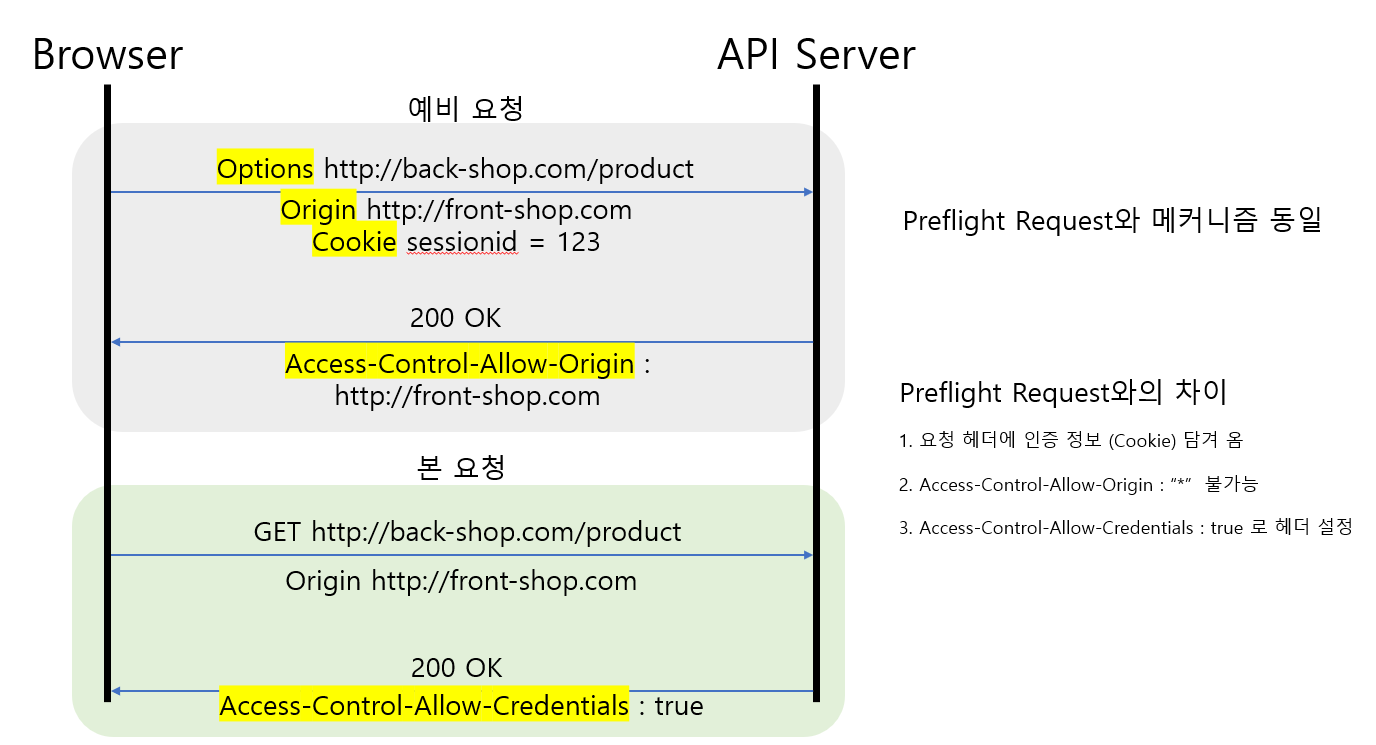 Browser
API Server
예비 요청
Options http://back-shop.com/product
Origin http://front-shop.com
Cookie sessionid = 123
200 OK
Access-Control-Allow-Origin :
http://front-shop.com
본 요청
GET http://back-shop.com/product
Origin http://front-shop.com
200 OK
Access-Control-Allow-Credentials : true
Preflight Request와 메커니즘 동일
Preflight Request와의 차이
1. 요청 헤더에 인증 정보 (Cookie) 담겨 옴
2. Access-Control-Allow-Origin : “*” 불가능
3. Access-Control-Allow-Credentials : true 로 헤더 설정